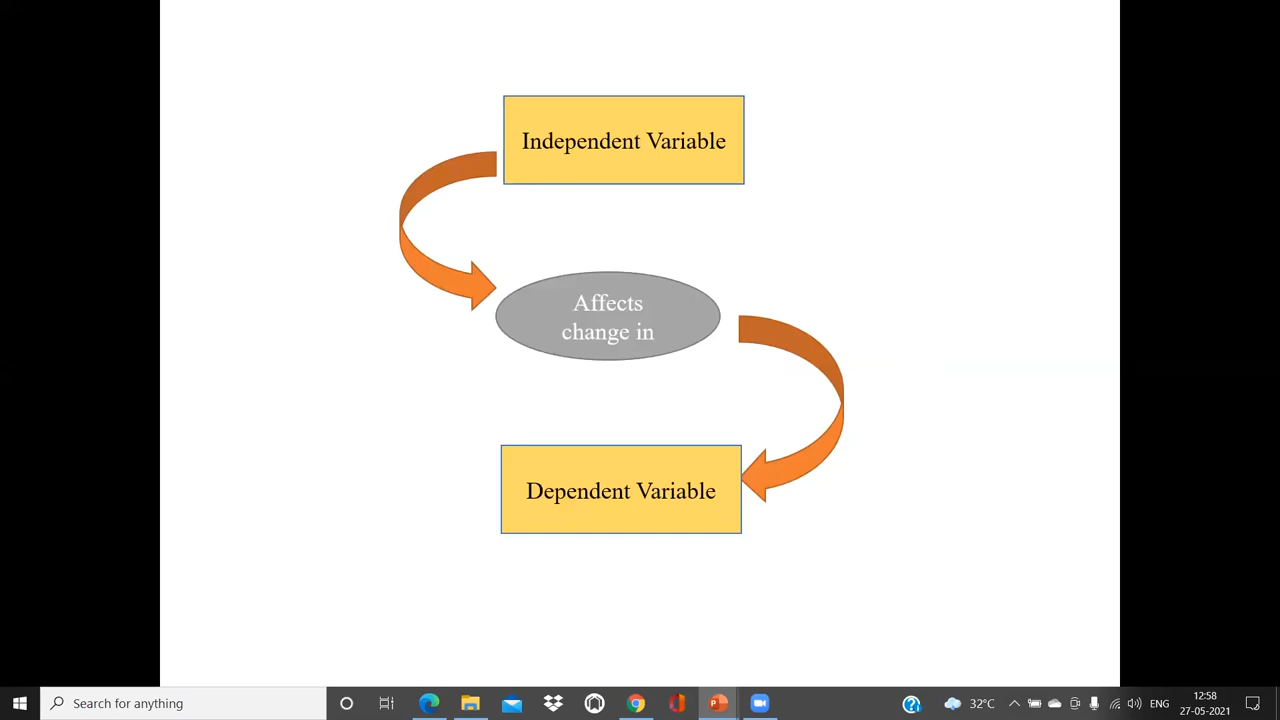 Independent Variable
Affects
change in
Dependent Variable
Search for anything
32°C
ENG
12:58
27-05-2021